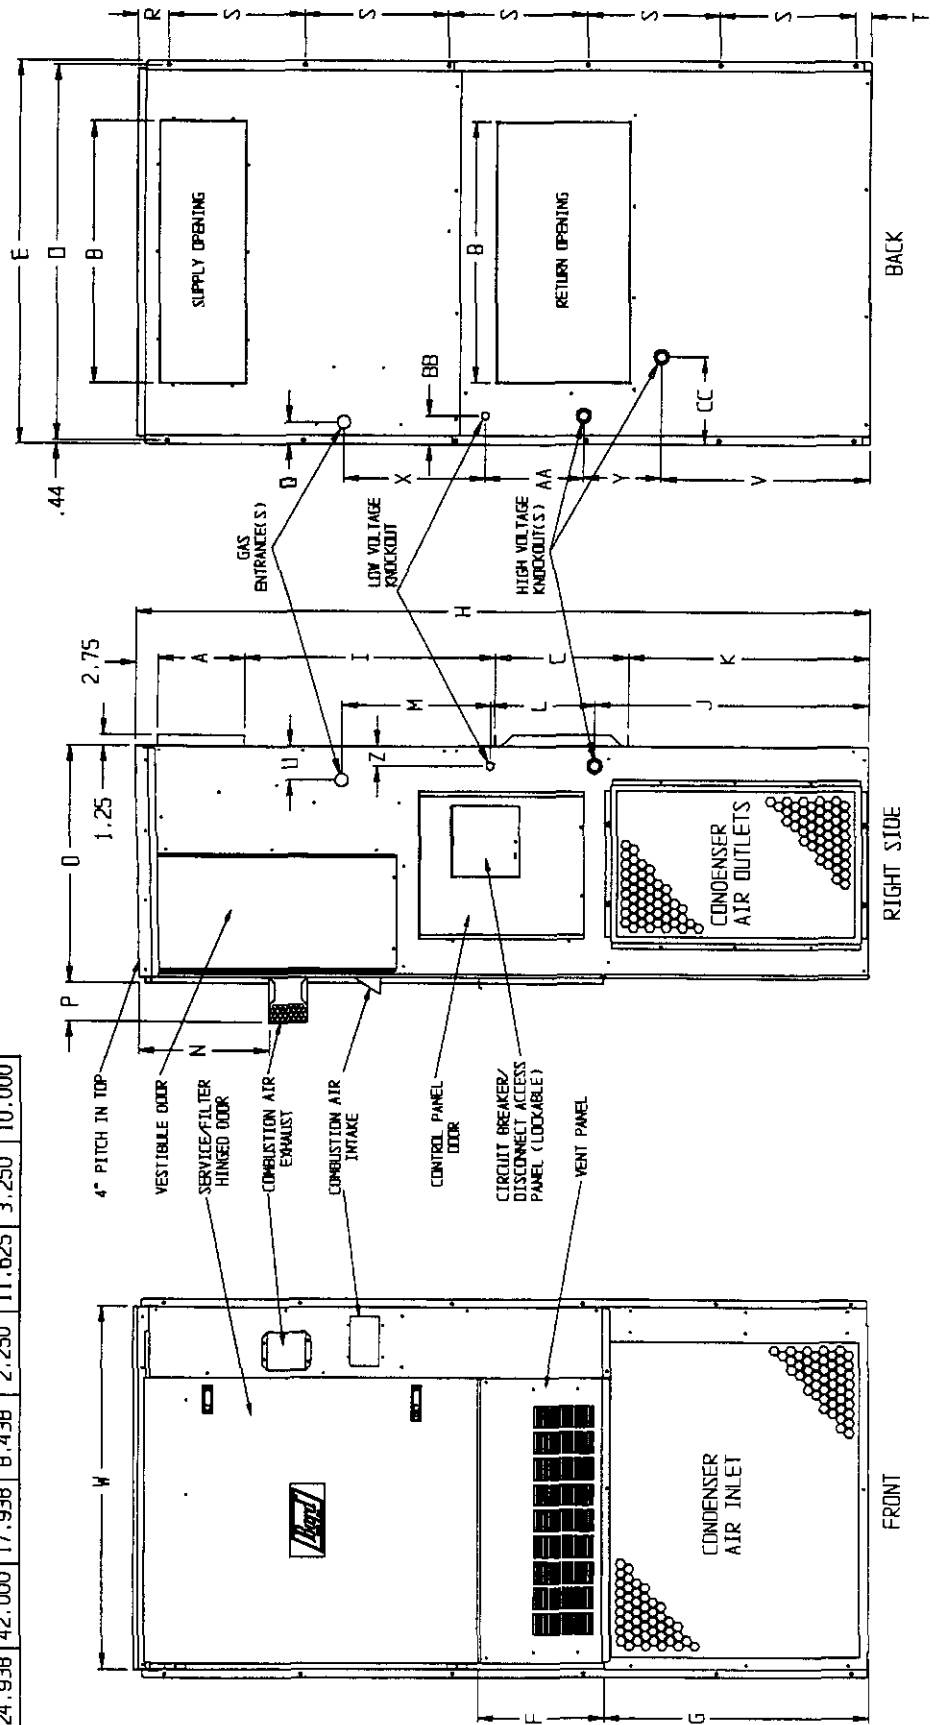 24.938 42.000 17.938 8.438 2.250 11.625 3.250 10.000
W
F
G
Bard
CONDENSER
AIR INLET
FRONT
4° PITCH IN TOP
VESTIBULE DOOR
SERVICE/FILTER
HINGED DOOR
COMBUSTION AIR
EXHAUST
COMBUSTION AIR
INTAKE
CONTROL PANEL
DOOR
CIRCUIT BREAKER/
DISCONNECT ACCESS
PANEL (LOCKABLE)
VENT PANEL
P
N
D
1.25
2.75
A
I
C
K
H
U
M
Z
L
J
CONDENSER
AIR OUTLETS
RIGHT SIDE
GAS
ENTRANCE(S)
LOW VOLTAGE
KNOCKOUT
HIGH VOLTAGE
KNOCKOUT(S)
E
O
B
.44
SUPPLY OPENING
Q
BB
X
AA
Y
V
CC
B
RETURN OPENING
R
S
S
S
S
S
T
BACK